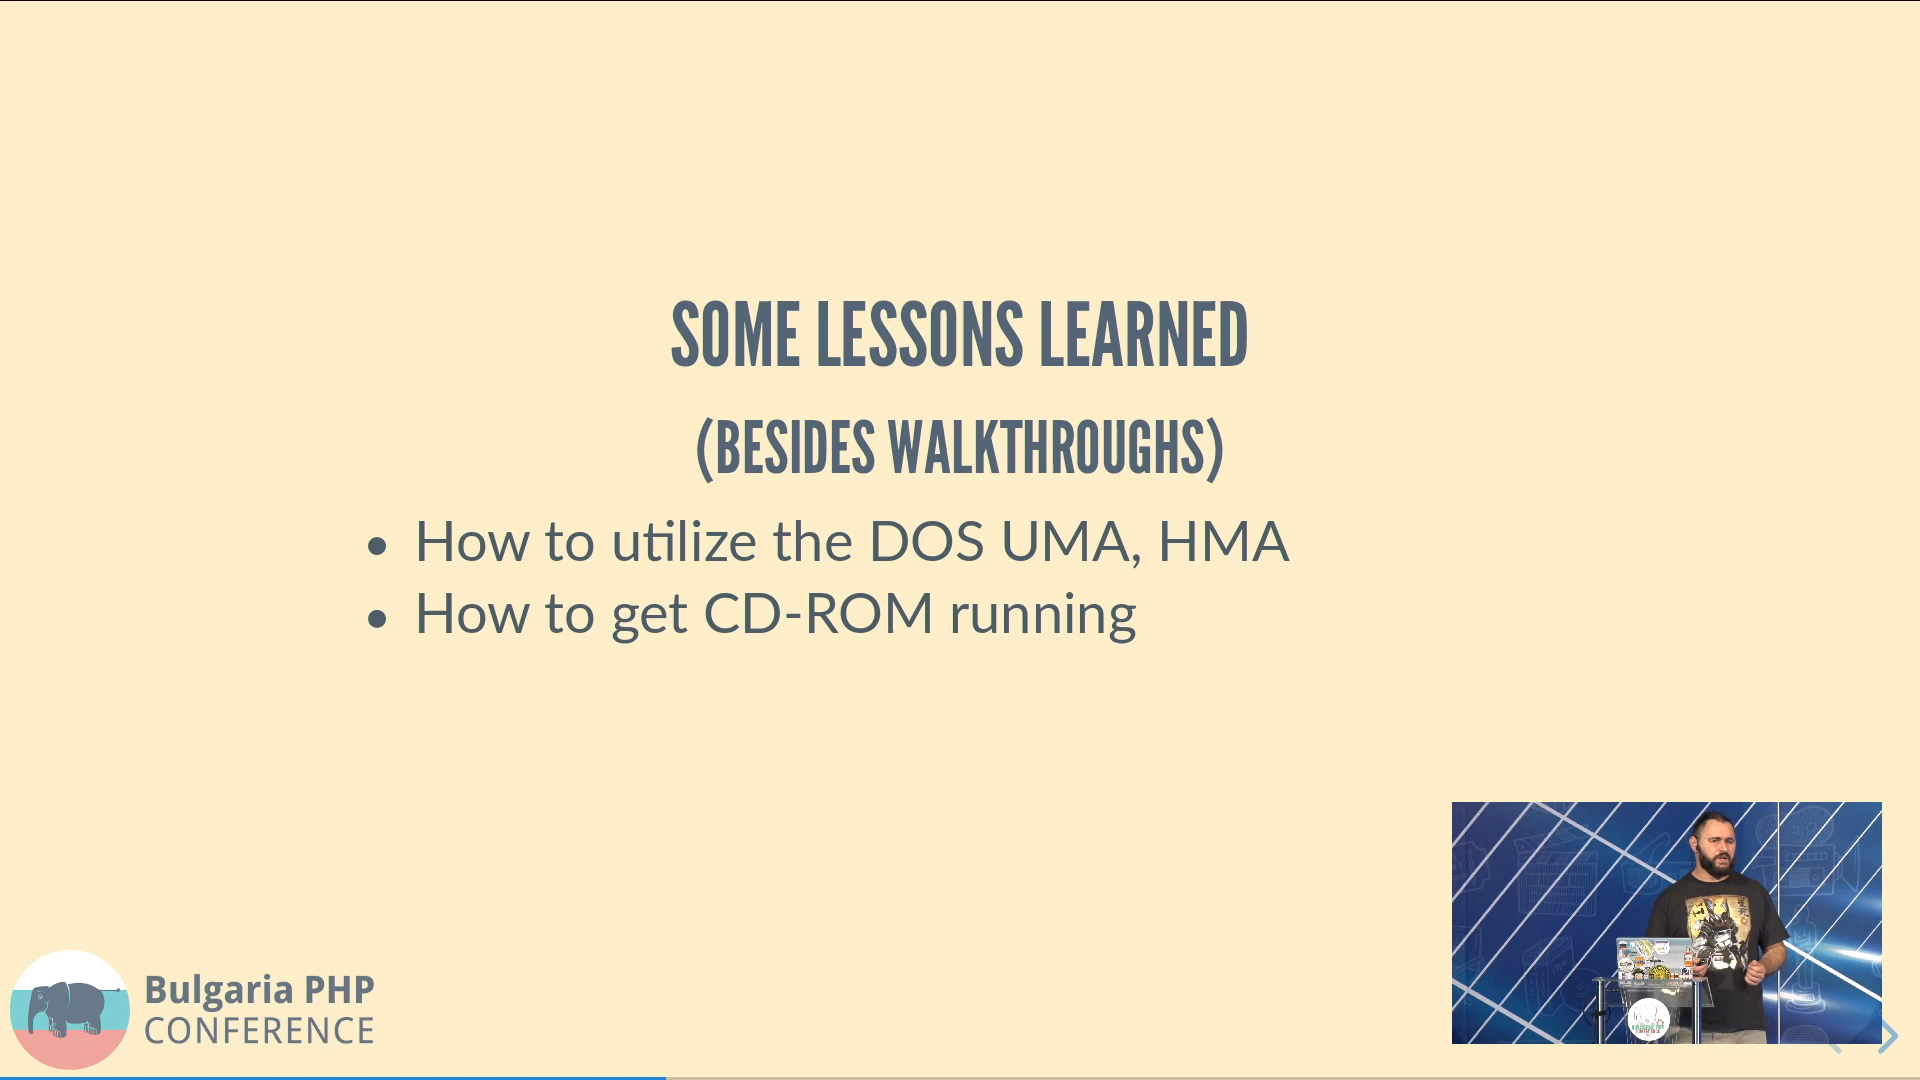 SOME LESSONS LEARNED
(BESIDES WALKTHROUGHS)
• How to utilize the DOS UMA, HMA
• How to get CD-ROM running
Bulgaria PHP
CONFERENCE